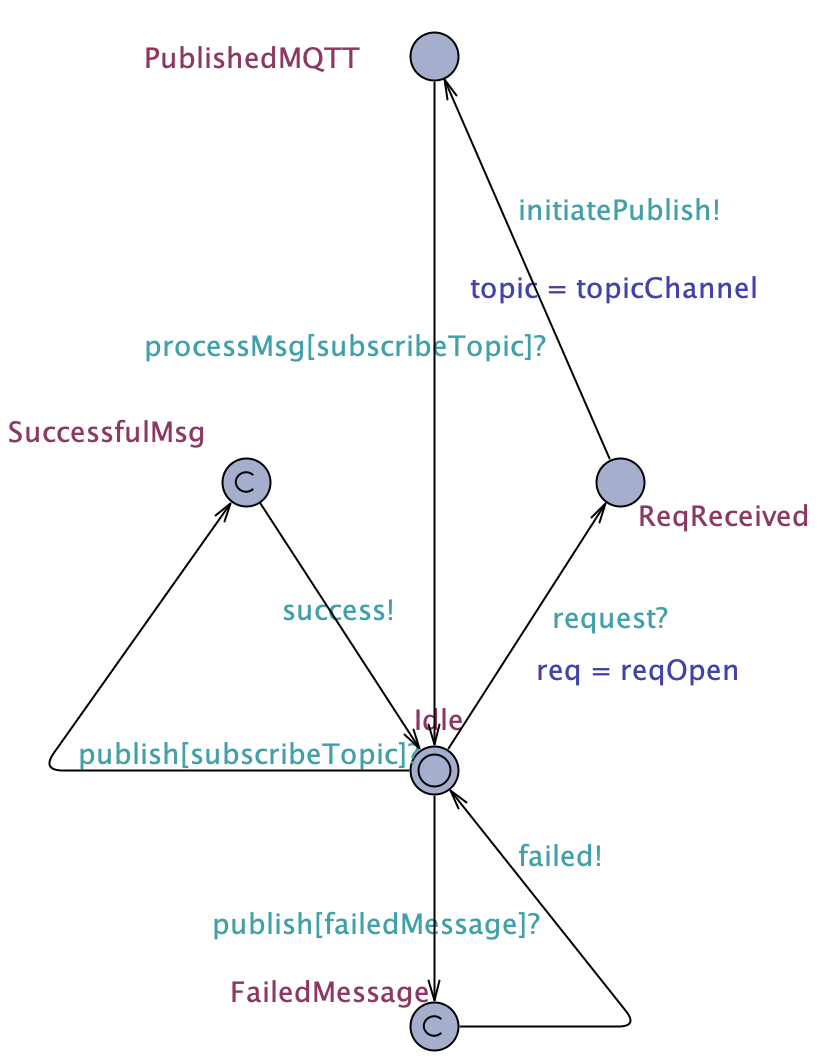 PublishedMQTT
initiatePublish!
topic = topicChannel
processMsg[subscribeTopic]?
SuccessfulMsg
C
ReqReceived
success!
request?
req = reqOpen
Idle
publish[subscribeTopic]?
failed!
publish[failedMessage]?
FailedMessage
C